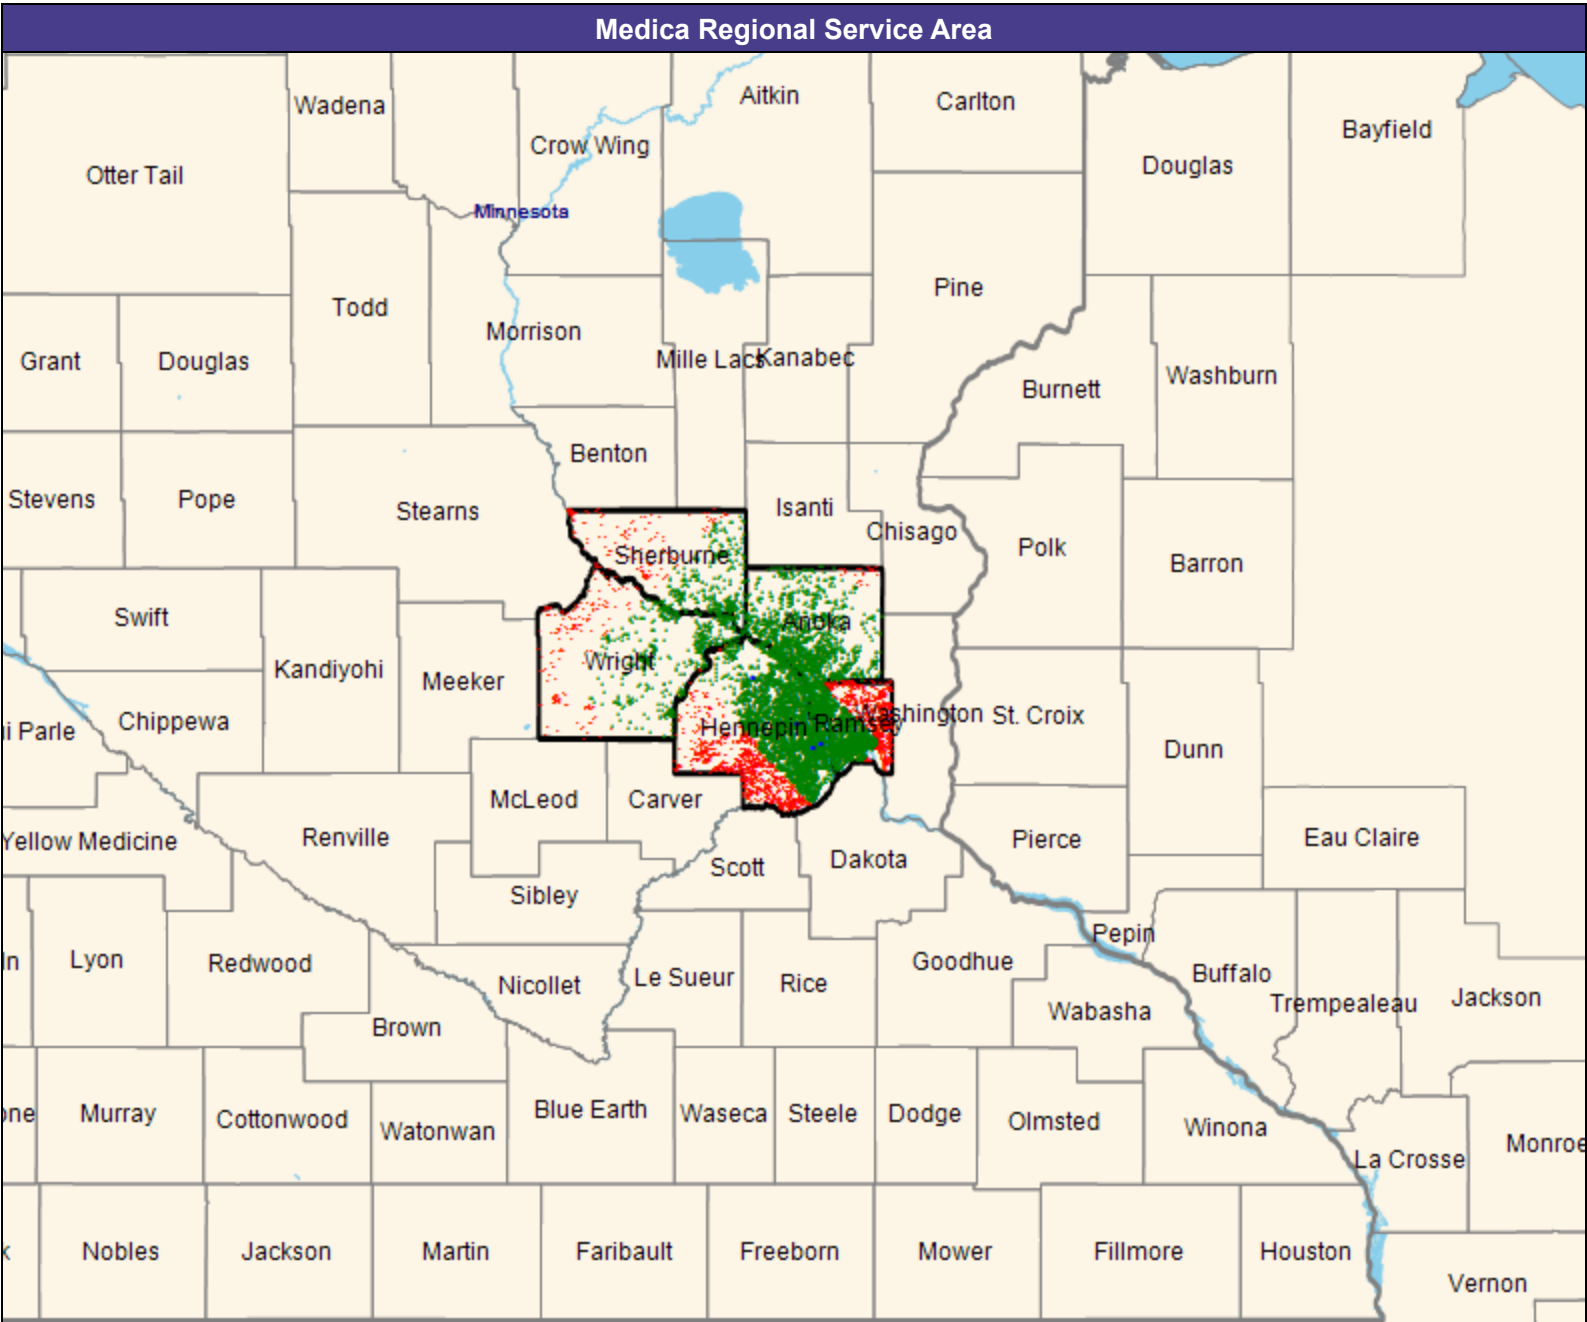 Medica Regional Service Area
Aitkin
Carlton
Wadena
Bayfield
Crow Wing
Douglas
Otter Tail
Minnesota
Pine
Todd
Morrison
Mille Lacs
Kanabec
Grant
Douglas
Washburn
Burnett
Benton
Stevens
Pope
Stearns
Isanti
Chisago
Polk
Barron
Sherburne
Swift
Anoka
Wright
Kandiyohi
Meeker
Chippewa
Washington
St. Croix
Hennepin
Ramsey
i Parle
Dunn
McLeod
Carver
Renville
Yellow Medicine
Pierce
Eau Claire
Scott
Dakota
Sibley
Pepin
ln
Lyon
Redwood
Goodhue
Buffalo
Le Sueur
Rice
Nicollet
Jackson
Trempealeau
Wabasha
Brown
one
Murray
Cottonwood
Blue Earth
Waseca
Steele
Dodge
Olmsted
Winona
Watonwan
Monroe
La Crosse
k
Nobles
Jackson
Martin
Faribault
Freeborn
Mower
Fillmore
Houston
Vernon